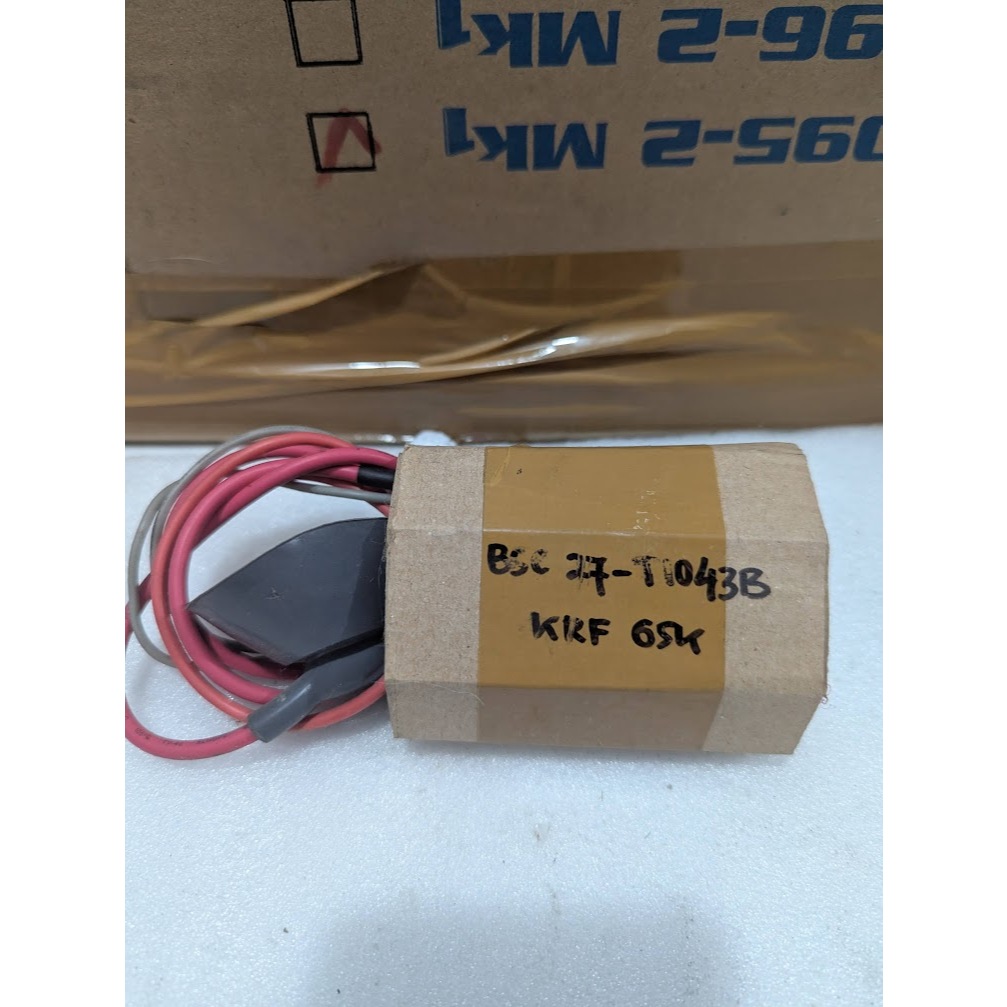 096-2 Mk1
095-2 Mk1
BSC 27-T1043B
KKF 65K